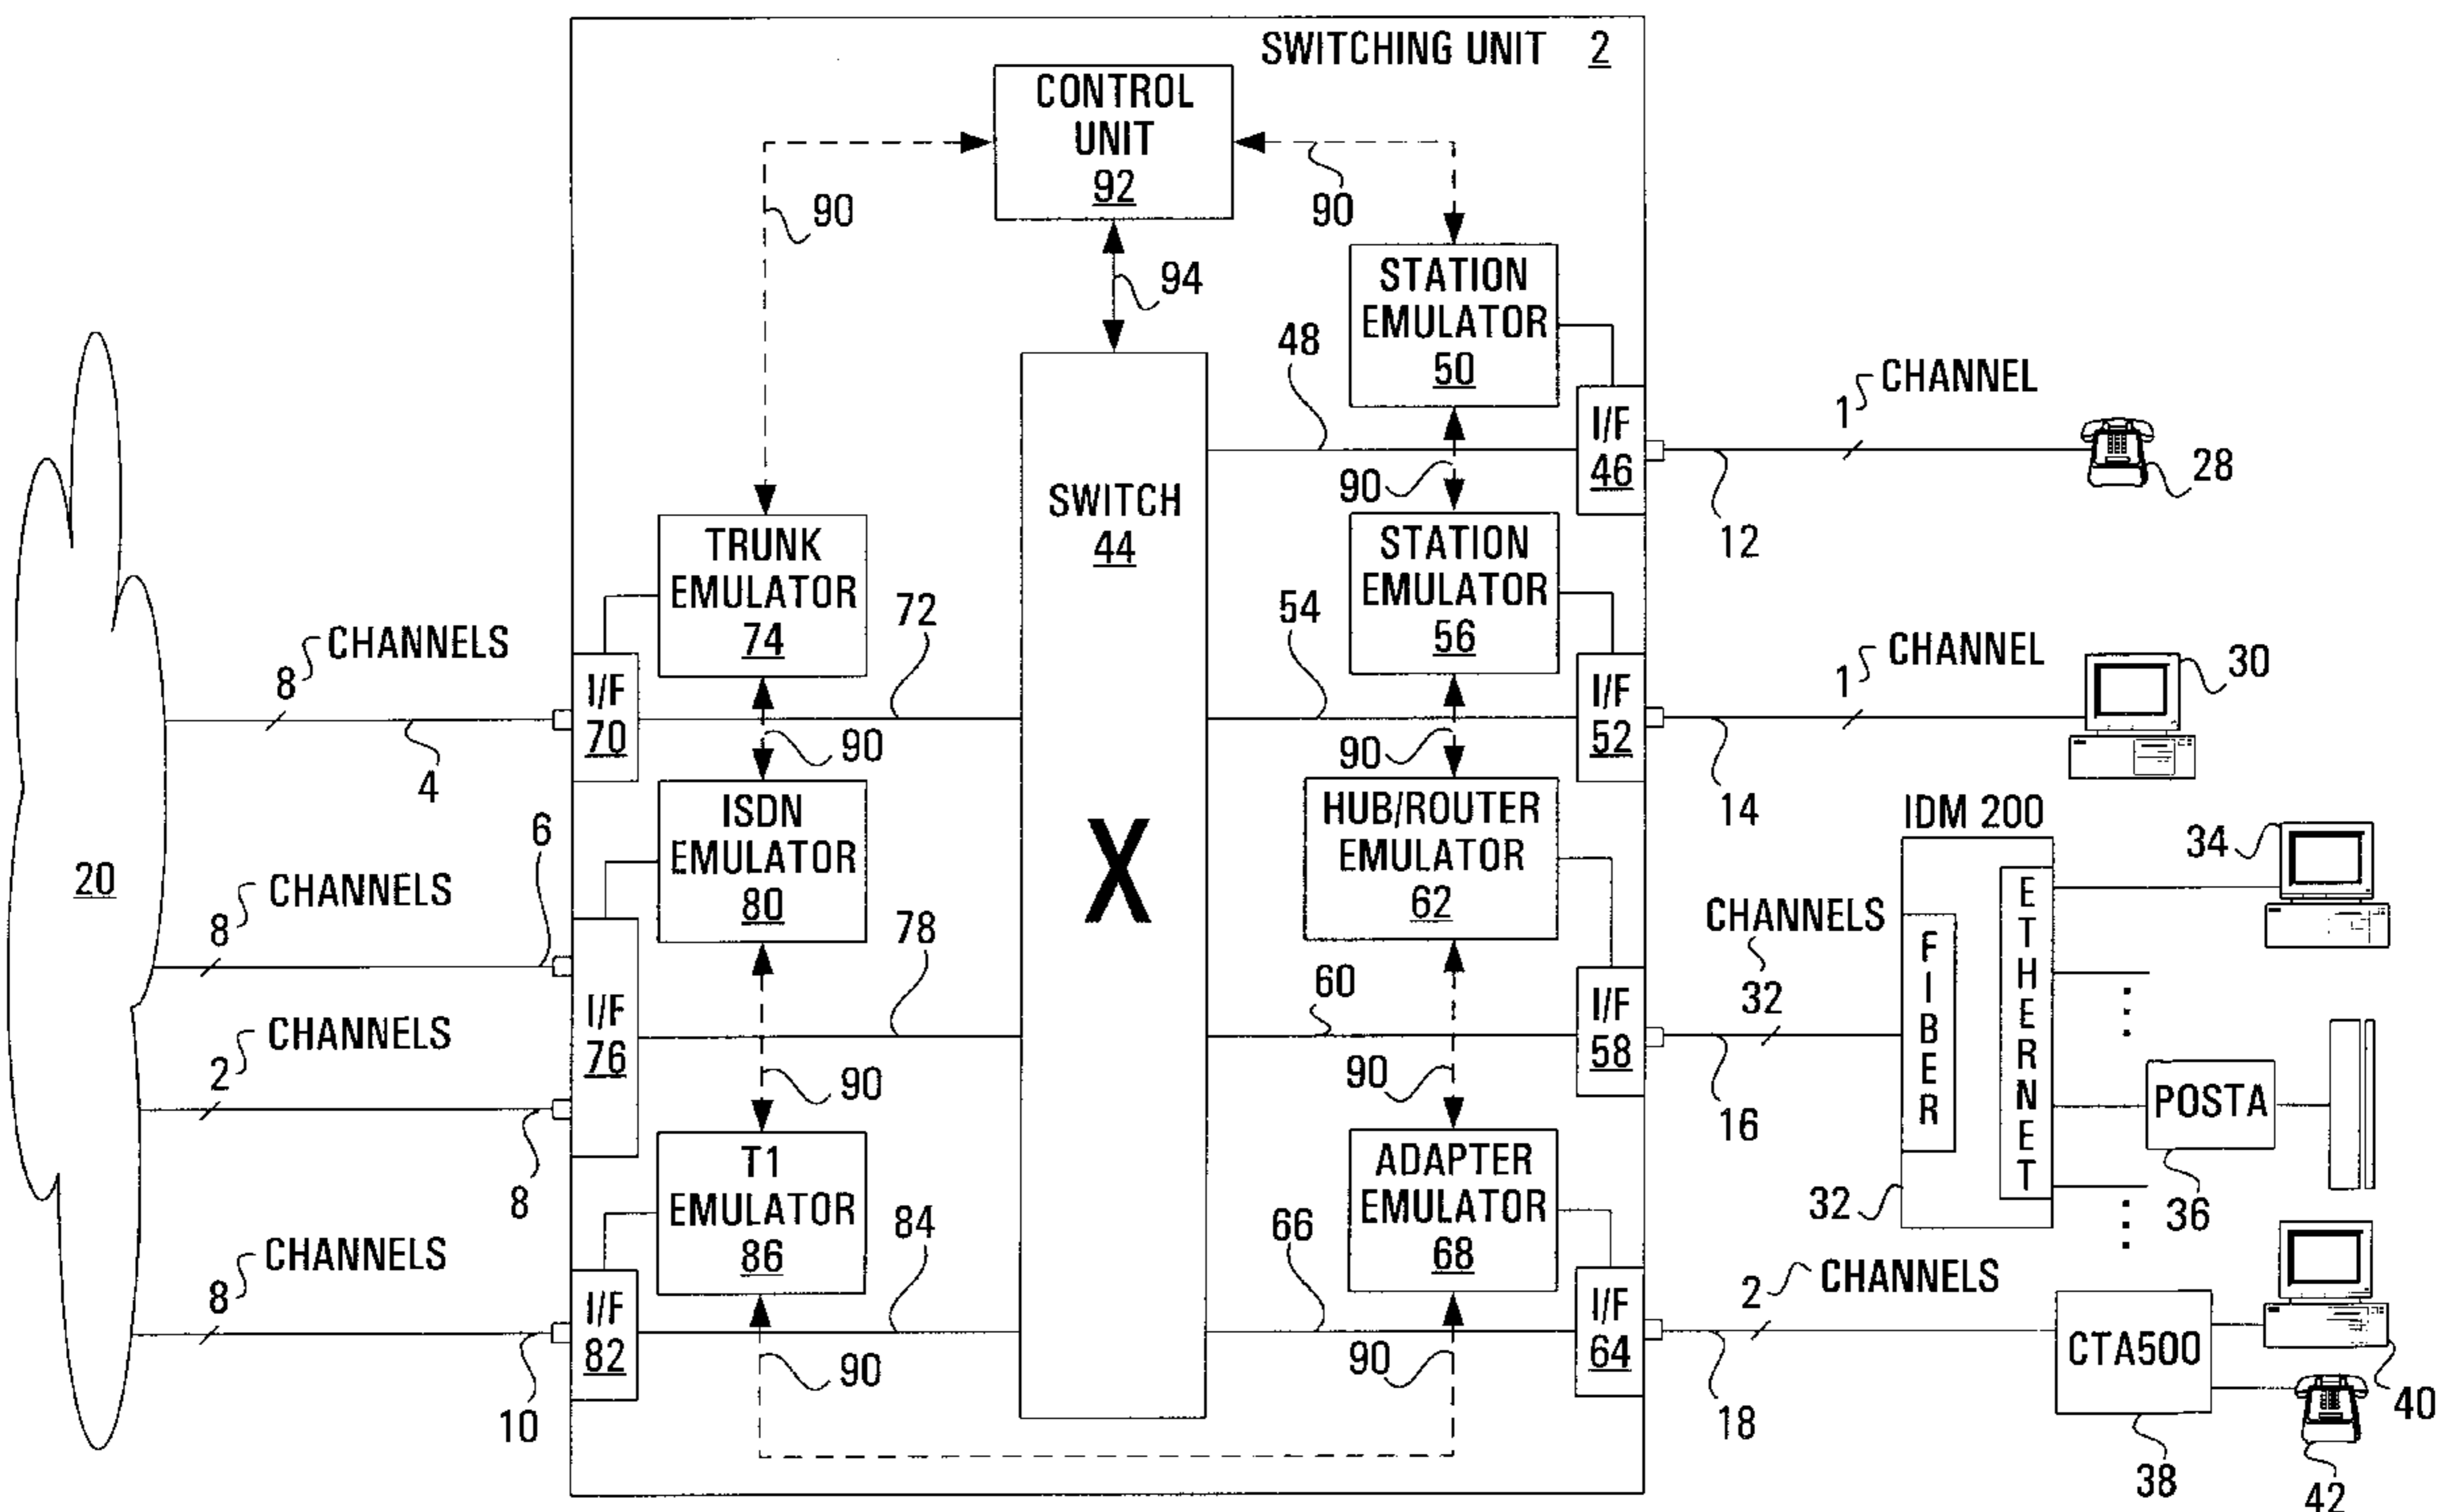 SWITCHING UNIT 2
CONTROL
UNIT
92
90
90
94
STATION
EMULATOR
50
48
I/F
46
1 CHANNEL
12
28
90
SWITCH
44
X
TRUNK
EMULATOR
74
72
8 CHANNELS
4
I/F
70
90
STATION
EMULATOR
56
54
I/F
52
1 CHANNEL
14
30
90
20
ISDN
EMULATOR
80
78
8 CHANNELS
6
2 CHANNELS
8
I/F
76
90
HUB/ROUTER
EMULATOR
62
60
I/F
58
CHANNELS
32
16
90
IDM 200
FIBER
ETHERNET
32
34
POSTA
36
T1
EMULATOR
86
84
8 CHANNELS
10
I/F
82
90
ADAPTER
EMULATOR
68
66
I/F
64
90
2 CHANNELS
18
CTA500
38
40
42